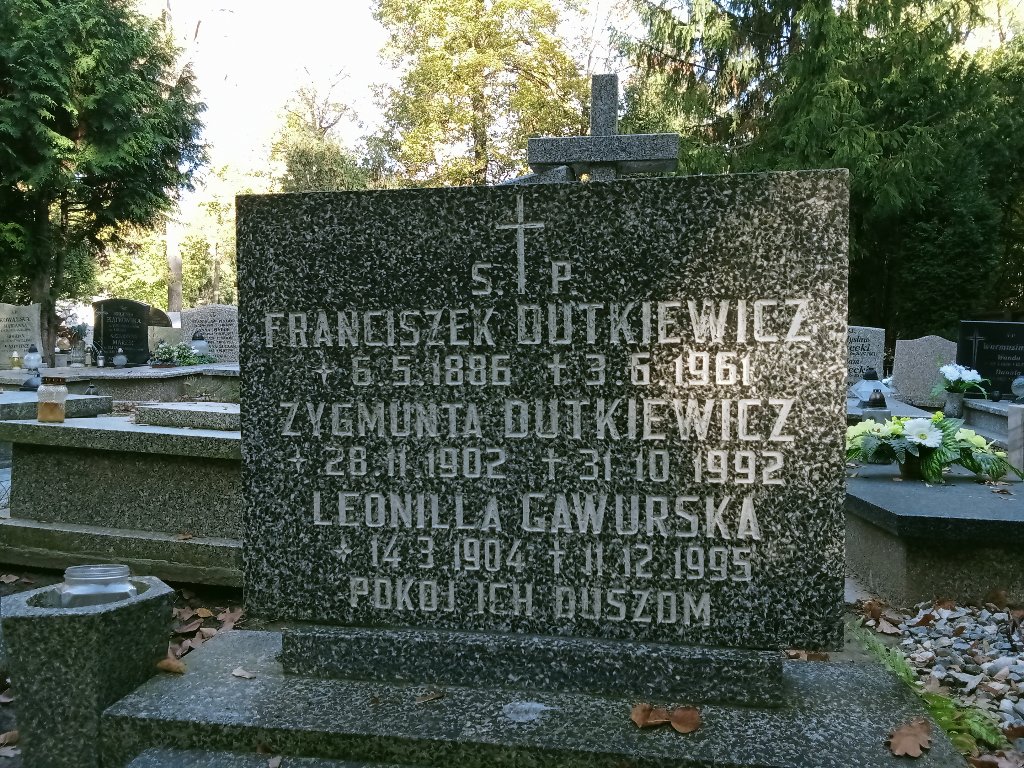 S. P.
FRANCISZEK DUTKIEWICZ
* 6.5.1886 † 3.6.1961
ZYGMUNTA DUTKIEWICZ
* 28.11.1902 † 31.10.1992
LEONILLA GAWURSKA
* 14.3.1904 † 11.12.1995
POKÓJ ICH DUSZOM